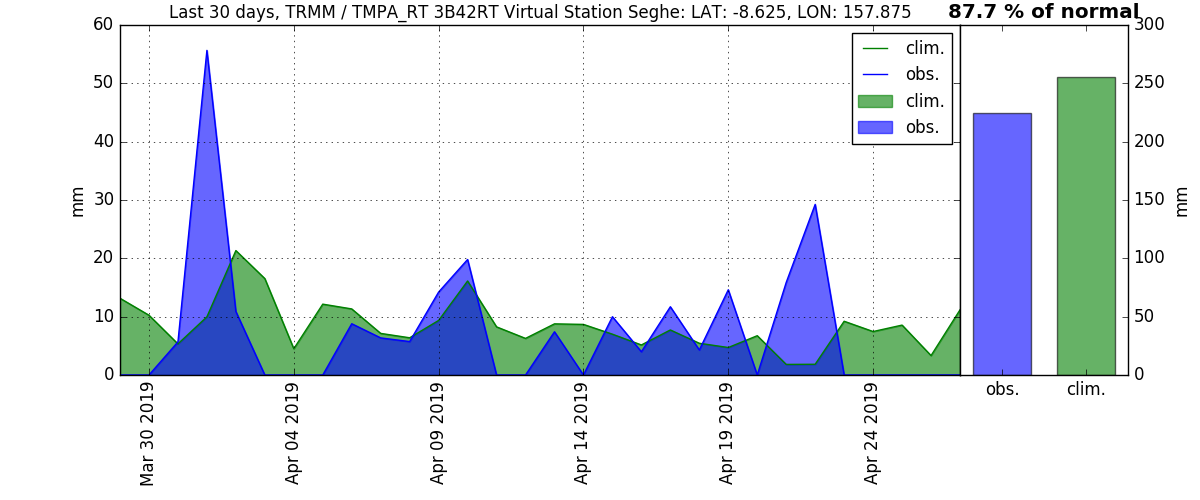 Last 30 days, TRMM / TMPA_RT 3B42RT Virtual Station Seghe: LAT: -8.625, LON: 157.875
87.7 % of normal
60
50
40
30
20
10
0
mm
clim.
obs.
clim.
obs.
Mar 30 2019
Apr 04 2019
Apr 09 2019
Apr 14 2019
Apr 19 2019
Apr 24 2019
300
250
200
150
100
50
0
mm
obs.
clim.